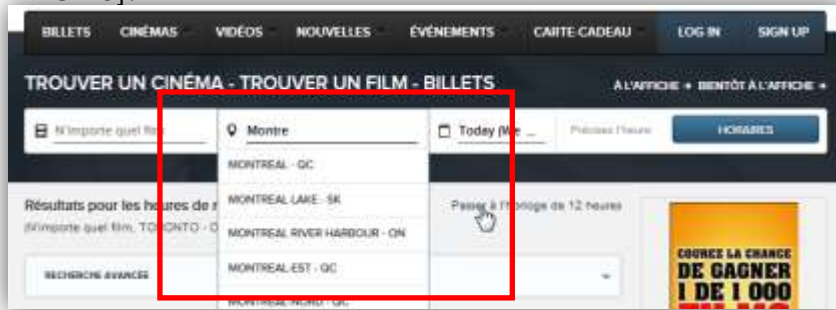 BILLETS CINÉMAS VIDÉOS NOUVELLES ÉVÉNEMENTS CARTE-CADEAU LOG IN SIGN UP
TROUVER UN CINÉMA - TROUVER UN FILM - BILLETS À L'AFFICHE BIENTÔT À L'AFFICHE
N'importe quel film Montre Today (We ... Précisez l'heure HORAIRES
MONTREAL - QC
MONTREAL LAKE - SK
Résultats pour les heures de Passer à l'horloge de 12 heures
(N'importe quel film, TORONTO - O
MONTREAL RIVER HARBOUR - ON
RECHERCHE AVANCÉE
MONTREAL-EST - QC
MONTREAL-NORD - QC
COUREZ LA CHANCE
DE GAGNER
1 DE 1 000